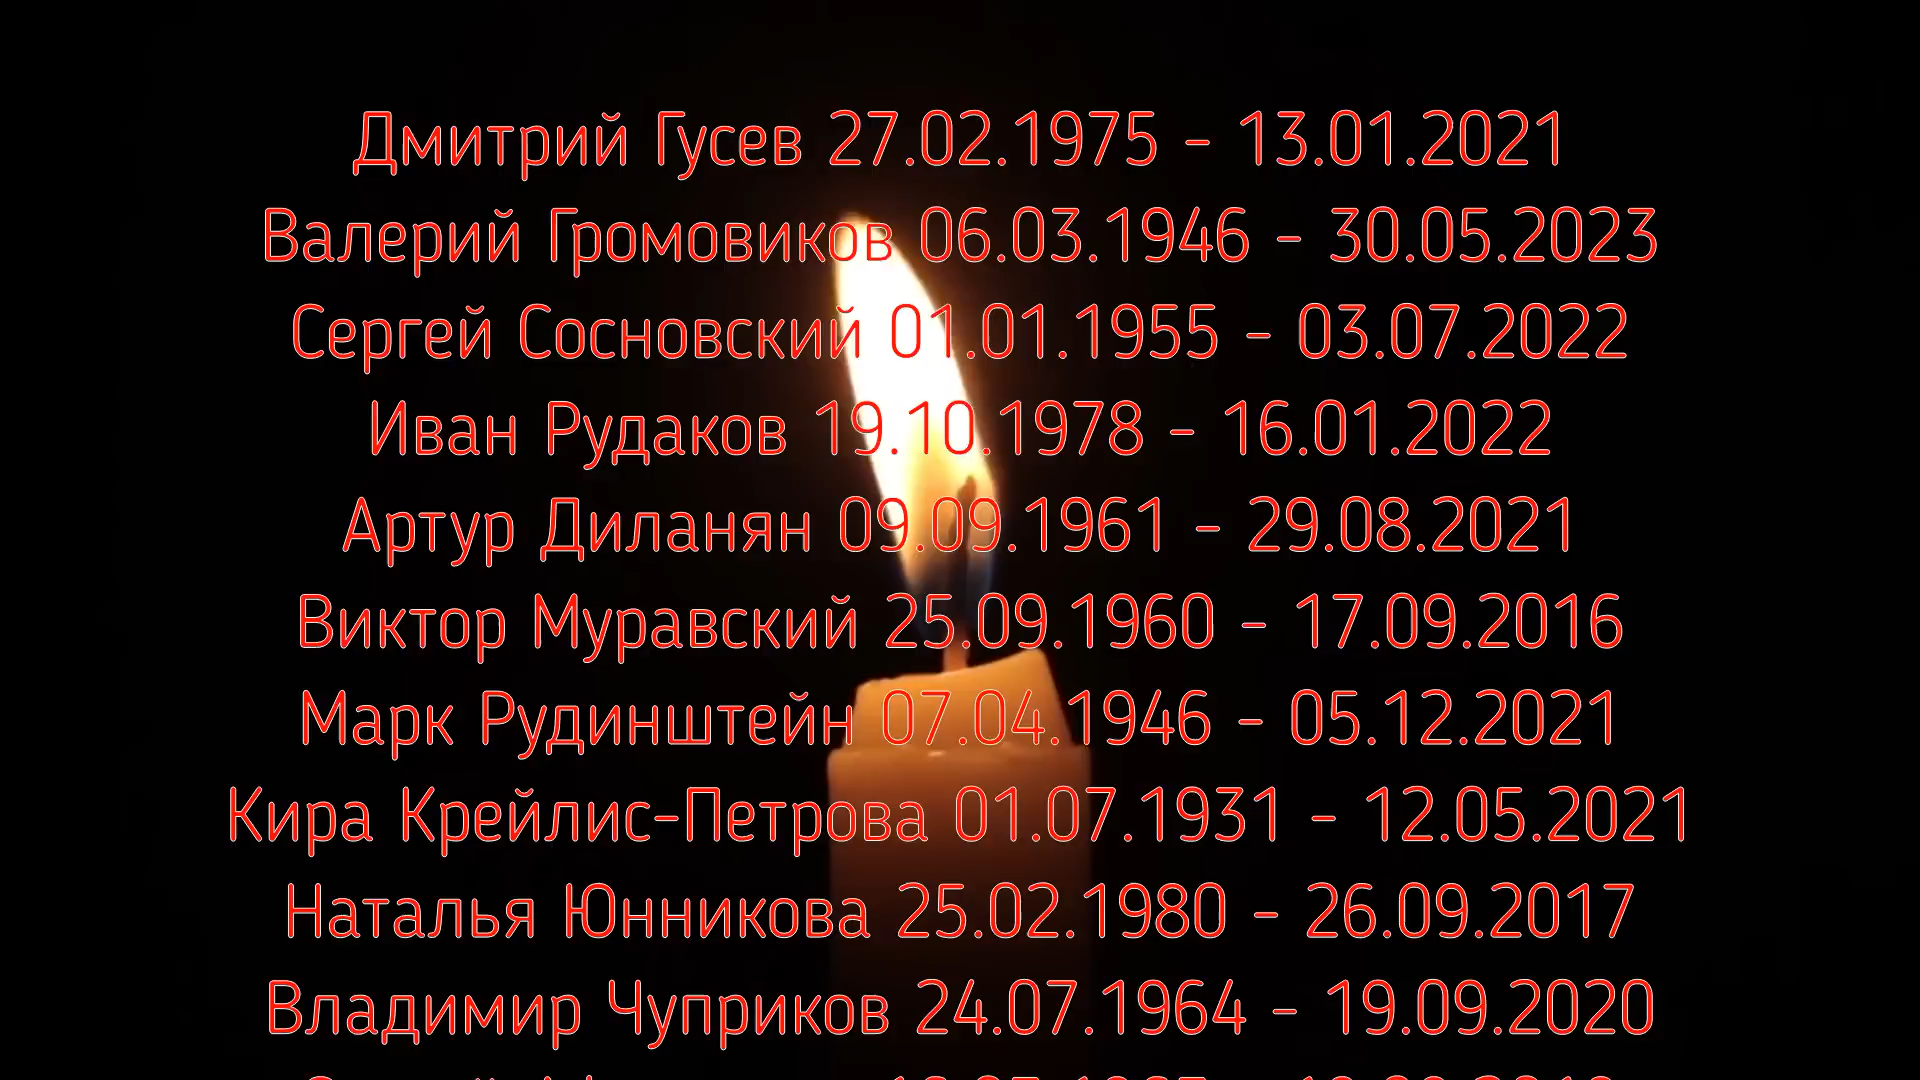 Дмитрий Гусев 27.02.1975 - 13.01.2021
Валерий Громовиков 06.03.1946 - 30.05.2023
Сергей Сосновский 01.01.1955 - 03.07.2022
Иван Рудаков 19.10.1978 - 16.01.2022
Артур Диланян 09.09.1961 - 29.08.2021
Виктор Муравский 25.09.1960 - 17.09.2016
Марк Рудинштейн 07.04.1946 - 05.12.2021
Кира Крейлис-Петрова 01.07.1931 - 12.05.2021
Наталья Юнникова 25.02.1980 - 26.09.2017
Владимир Чуприков 24.07.1964 - 19.09.2020